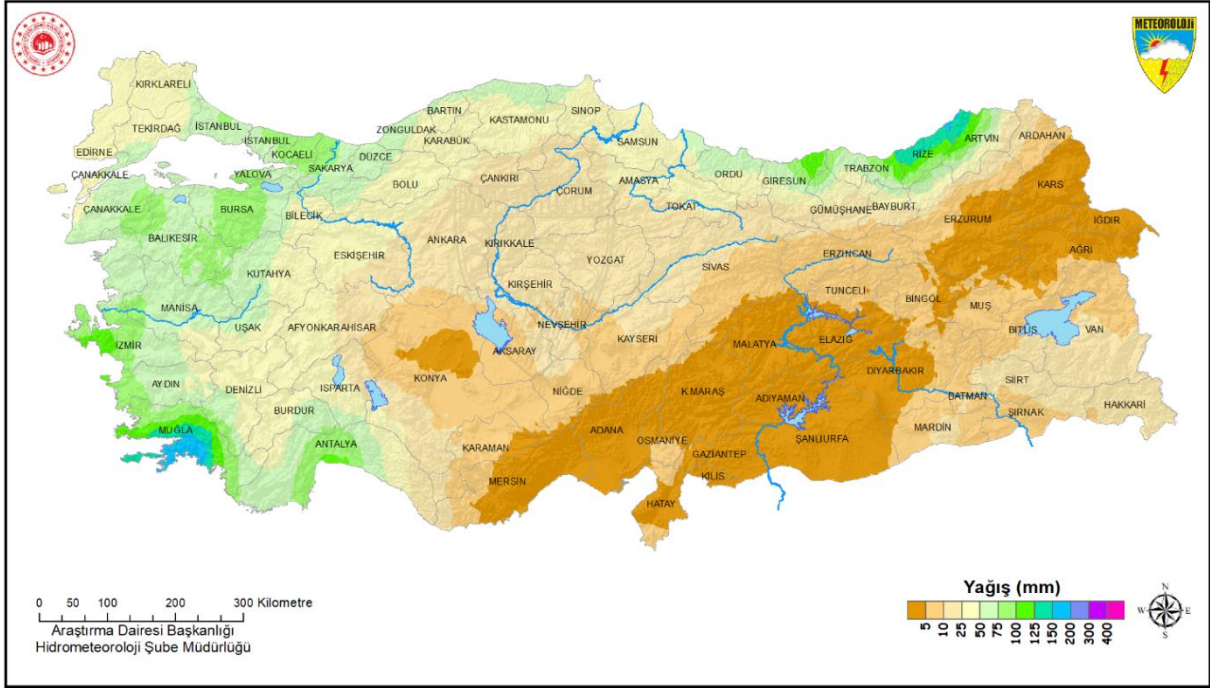 METEOROLOJİ
KIRKLARELİ
TEKİRDAĞ
İSTANBUL
İSTANBUL
EDİRNE
KOCAELİ
ÇANAKKALE
YALOVA
SAKARYA
DÜZCE
ZONGULDAK
BARTIN
KARABÜK
KASTAMONU
SİNOP
SAMSUN
ORDU
GİRESUN
TRABZON
RİZE
ARTVİN
ARDAHAN
ÇANAKKALE
BURSA
BİLECİK
BOLU
ÇANKIRI
ÇORUM
AMASYA
TOKAT
GÜMÜŞHANE
BAYBURT
ERZURUM
KARS
IĞDIR
AĞRI
BALIKESİR
KUTAHYA
ESKİŞEHİR
ANKARA
KIRIKKALE
YOZGAT
SİVAS
ERZİNCAN
TUNCELİ
BİNGÖL
MUŞ
BİTLİS
VAN
MANİSA
UŞAK
AFYONKARAHİSAR
KIRŞEHİR
NEVŞEHİR
KAYSERİ
MALATYA
ELAZIĞ
DİYARBAKIR
İZMİR
AYDIN
DENİZLİ
ISPARTA
KONYA
AKSARAY
NİĞDE
K.MARAŞ
ADIYAMAN
BATMAN
SİİRT
ŞIRNAK
HAKKARİ
MUĞLA
BURDUR
ANTALYA
KARAMAN
MERSİN
ADANA
OSMANİYE
GAZİANTEP
KİLİS
HATAY
ŞANLIURFA
MARDİN
0 50 100 200 300 Kilometre
Araştırma Dairesi Başkanlığı
Hidrometeoroloji Şube Müdürlüğü
Yağış (mm)
5 10 25 50 75 100 125 150 200 300 400
N
W E
S